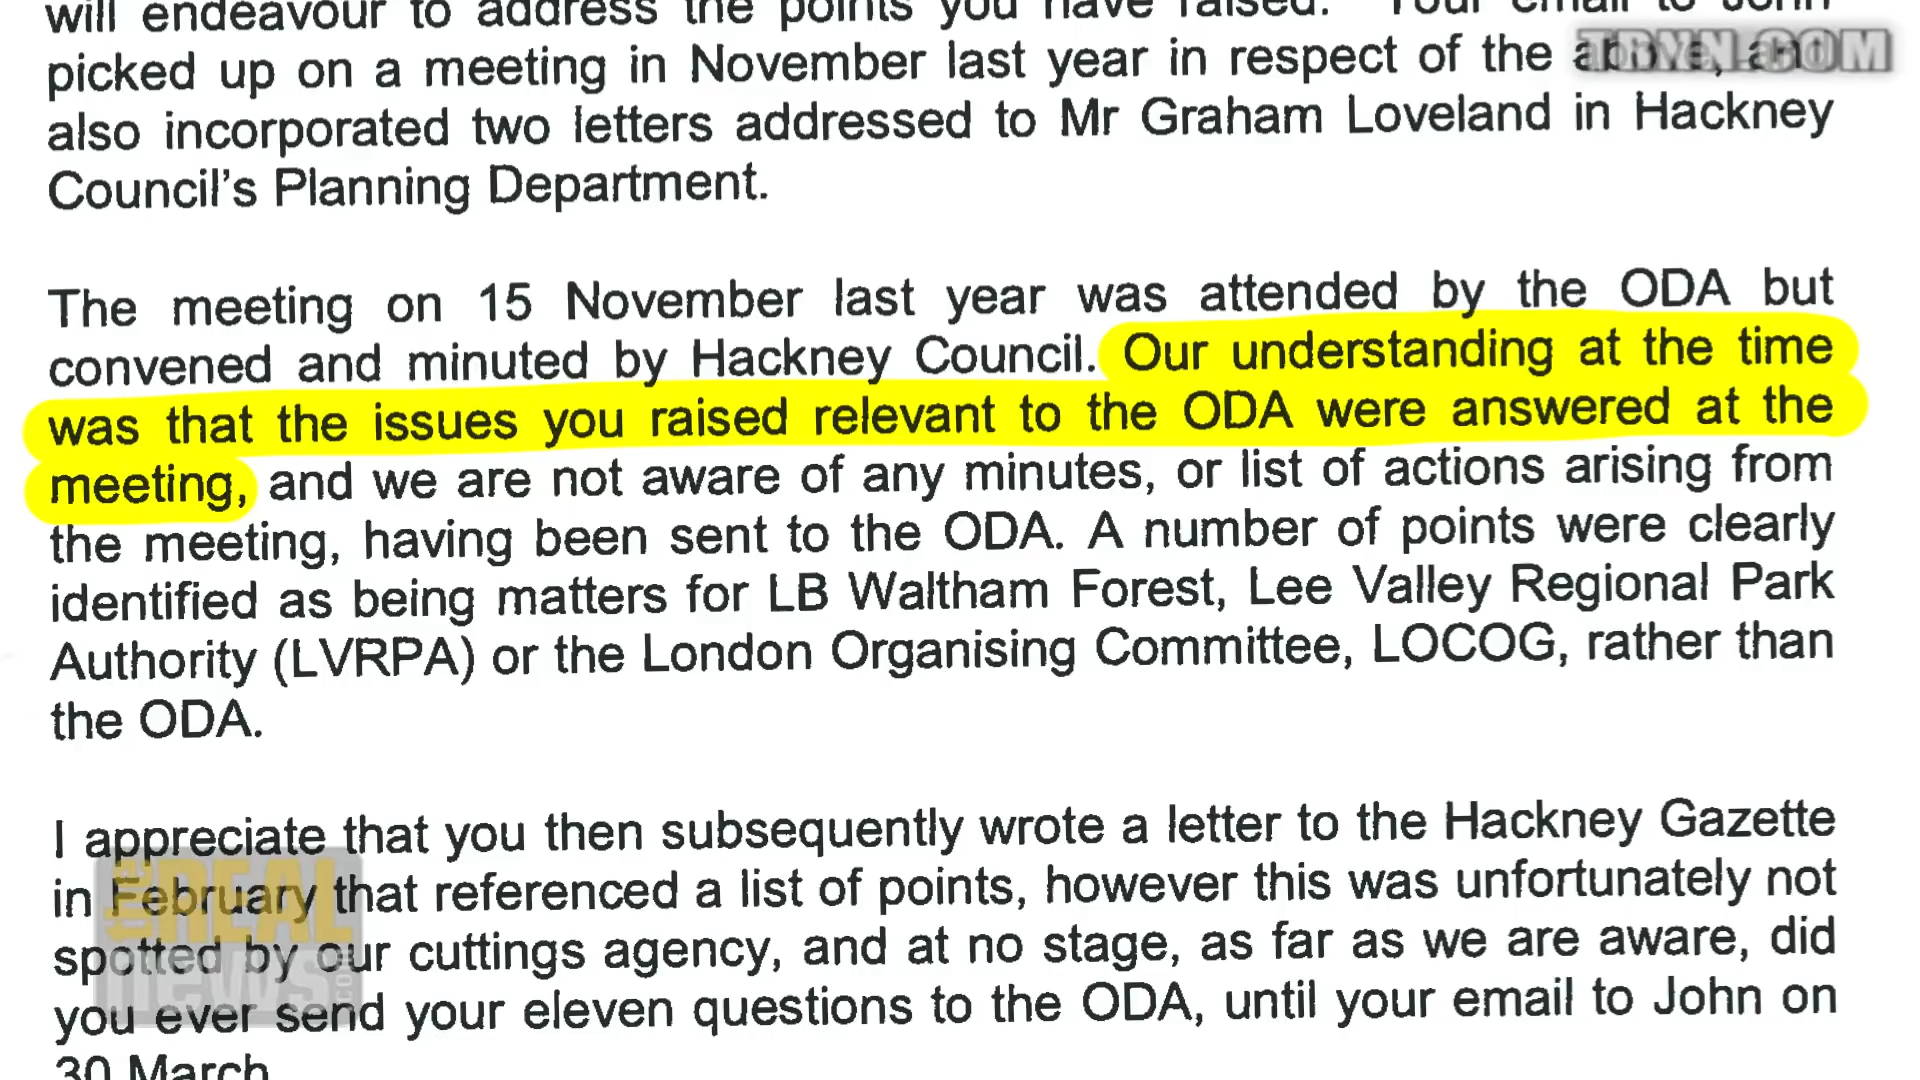 will endeavour to address the points you have raised. Your email to John
TRNN.COM
picked up on a meeting in November last year in respect of the above, and
also incorporated two letters addressed to Mr Graham Loveland in Hackney
Council's Planning Department.
The meeting on 15 November last year was attended by the ODA but
convened and minuted by Hackney Council. Our understanding at the time
was that the issues you raised relevant to the ODA were answered at the
meeting, and we are not aware of any minutes, or list of actions arising from
the meeting, having been sent to the ODA. A number of points were clearly
identified as being matters for LB Waltham Forest, Lee Valley Regional Park
Authority (LVRPA) or the London Organising Committee, LOCOG, rather than
the ODA.
I appreciate that you then subsequently wrote a letter to the Hackney Gazette
in February that referenced a list of points, however this was unfortunately not
spotted by our cuttings agency, and at no stage, as far as we are aware, did
you ever send your eleven questions to the ODA, until your email to John on
30 March.
THE REAL
news.com